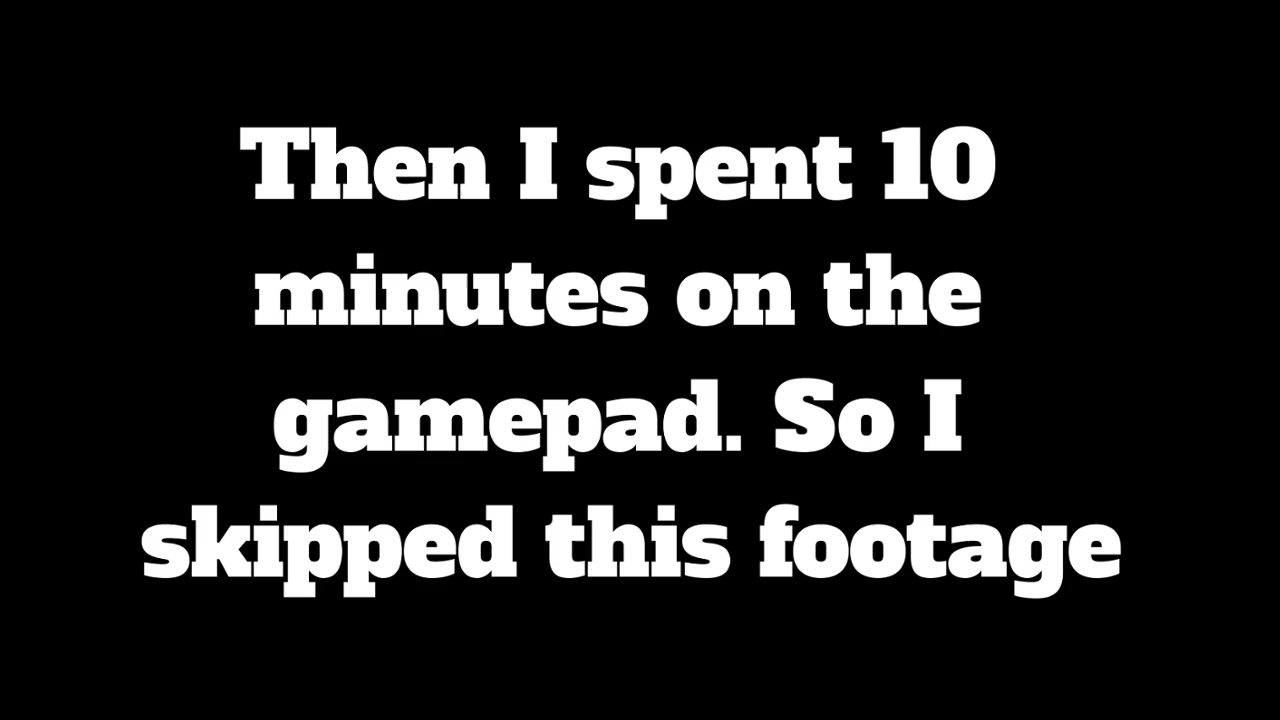 Then I spent 10
minutes on the
gamepad. So I
skipped this footage